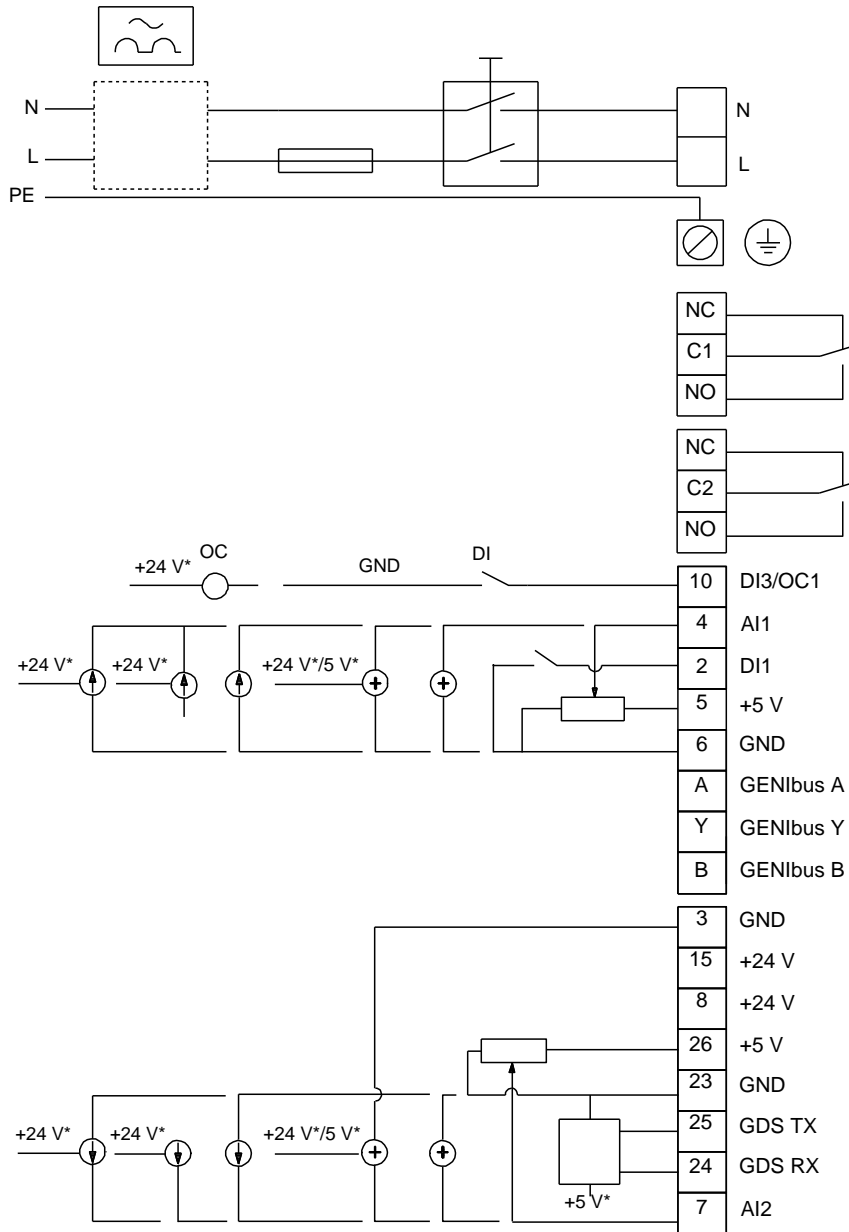 N
N
L
L
PE
NC
C1
NO
NC
C2
NO
+24 V*
OC
GND
DI
10
DI3/OC1
4
AI1
+24 V*
+24 V*
+24 V*/5 V*
2
DI1
5
+5 V
6
GND
A
GENIbus A
Y
GENIbus Y
B
GENIbus B
3
GND
15
+24 V
8
+24 V
26
+5 V
23
GND
25
GDS TX
+24 V*
+24 V*
+24 V*/5 V*
24
GDS RX
+5 V*
7
AI2